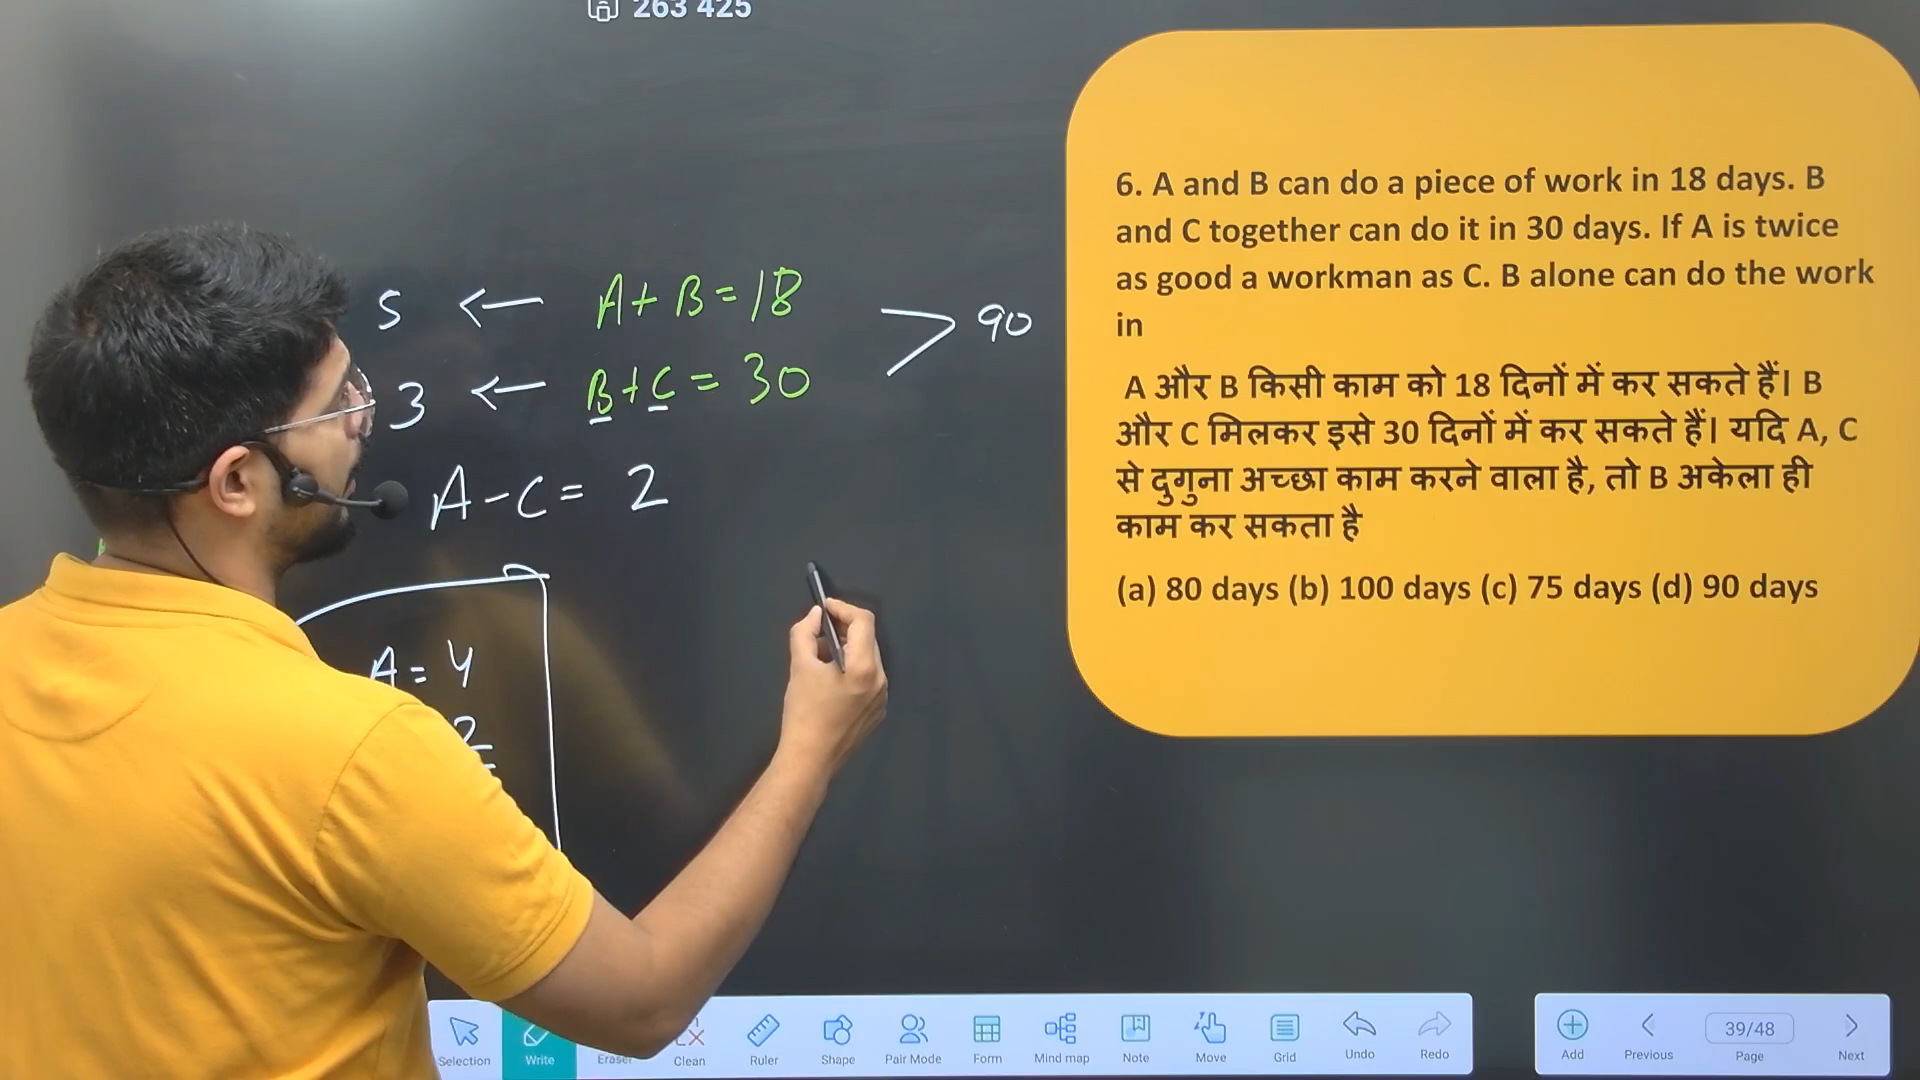 263 425
5 ← A + B = 18
3 ← B + C = 30
> 90
A - C = 2
A = 4
2
6. A and B can do a piece of work in 18 days. B
and C together can do it in 30 days. If A is twice
as good a workman as C. B alone can do the work
in
A और B किसी काम को 18 दिनों में कर सकते हैं। B
और C मिलकर इसे 30 दिनों में कर सकते हैं। यदि A, C
से दुगुना अच्छा काम करने वाला है, तो B अकेला ही
काम कर सकता है
(a) 80 days (b) 100 days (c) 75 days (d) 90 days
Selection Write Eraser Clean Ruler Shape Pair Mode Form Mind map Note Move Grid Undo Redo
Add Previous 39/48 Page Next